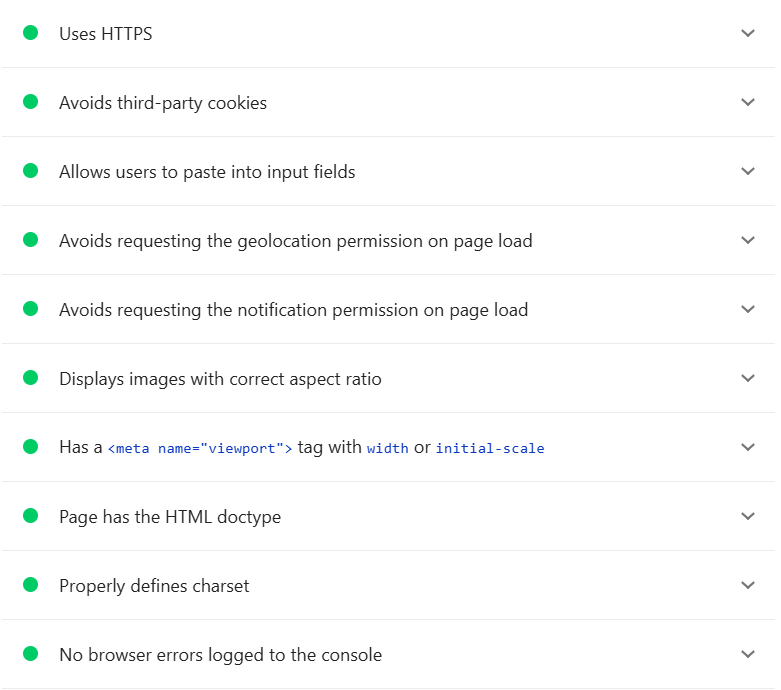 Uses HTTPS
Avoids third-party cookies
Allows users to paste into input fields
Avoids requesting the geolocation permission on page load
Avoids requesting the notification permission on page load
Displays images with correct aspect ratio
Has a <meta name="viewport"> tag with width or initial-scale
Page has the HTML doctype
Properly defines charset
No browser errors logged to the console